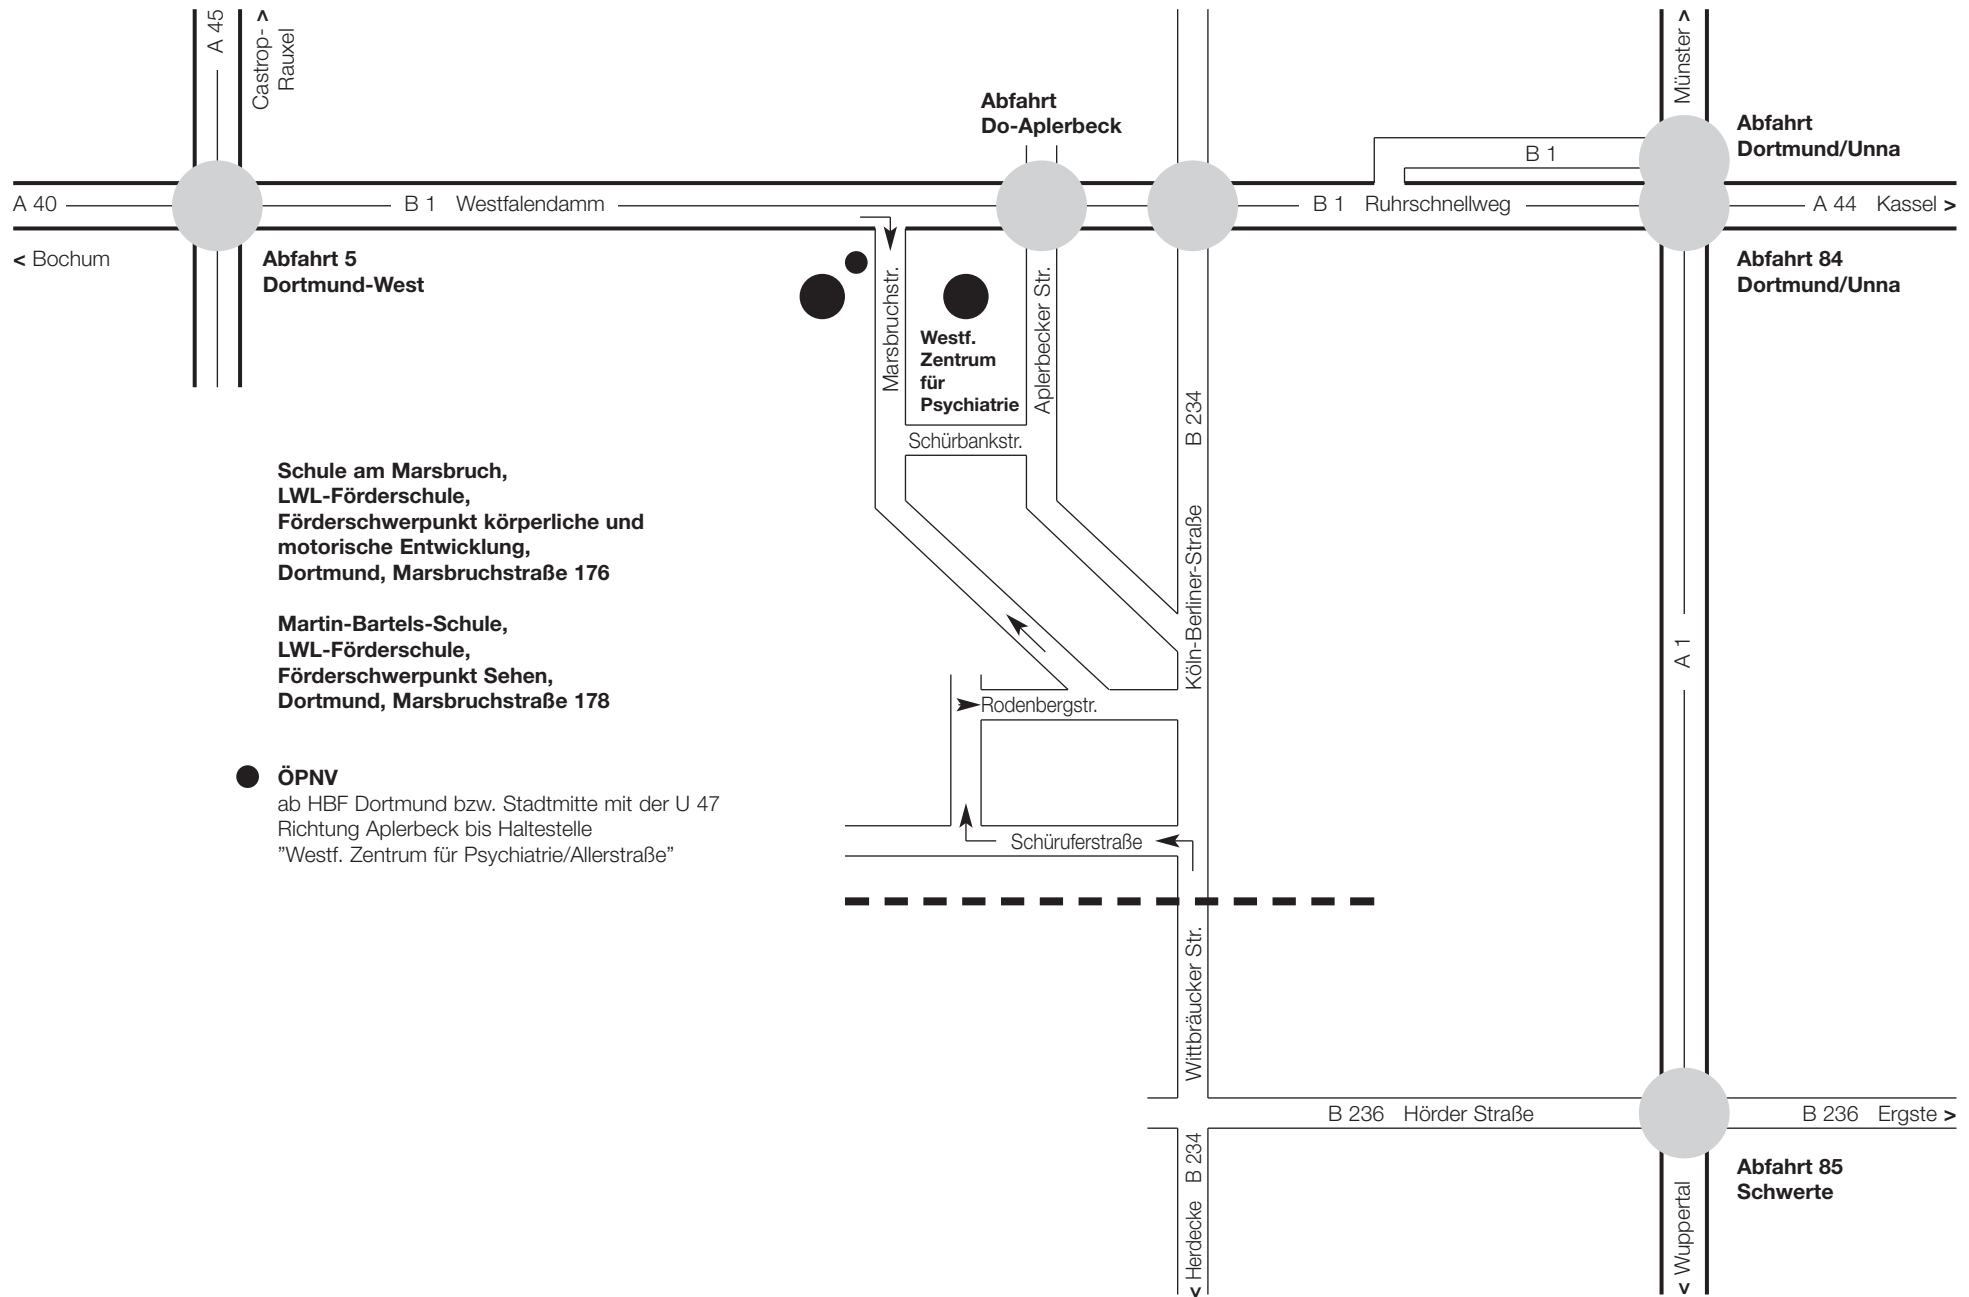 A 45
Castrop- >
Rauxel
Münster >
Abfahrt
Do-Aplerbeck
Abfahrt
Dortmund/Unna
B 1
A 40
B 1 Westfalendamm
B 1 Ruhrschnellweg
A 44 Kassel >
< Bochum
Abfahrt 5
Dortmund-West
Abfahrt 84
Dortmund/Unna
Marsbruchstr.
Westf.
Zentrum
für
Psychiatrie
Aplerbecker Str.
B 234
Schürbankstr.
Schule am Marsbruch,
LWL-Förderschule,
Förderschwerpunkt körperliche und
motorische Entwicklung,
Dortmund, Marsbruchstraße 176
Köln-Berliner-Straße
A 1
Martin-Bartels-Schule,
LWL-Förderschule,
Förderschwerpunkt Sehen,
Dortmund, Marsbruchstraße 178
Rodenbergstr.
ÖPNV
ab HBF Dortmund bzw. Stadtmitte mit der U 47
Richtung Aplerbeck bis Haltestelle
”Westf. Zentrum für Psychiatrie/Allerstraße”
Schüruferstraße
Wittbräucker Str.
B 236 Hörder Straße
B 236 Ergste >
Abfahrt 85
Schwerte
< Herdecke B 234
< Wuppertal